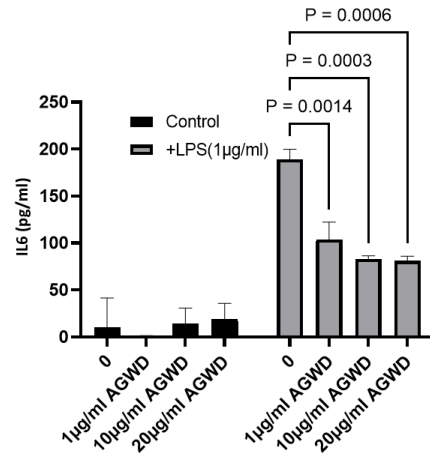 P = 0.0006
P = 0.0003
P = 0.0014
Control
+LPS(1μg/ml)
IL6 (pg/ml)
250
200
150
100
50
0
0
1μg/ml AGWD
10μg/ml AGWD
20μg/ml AGWD
0
1μg/ml AGWD
10μg/ml AGWD
20μg/ml AGWD